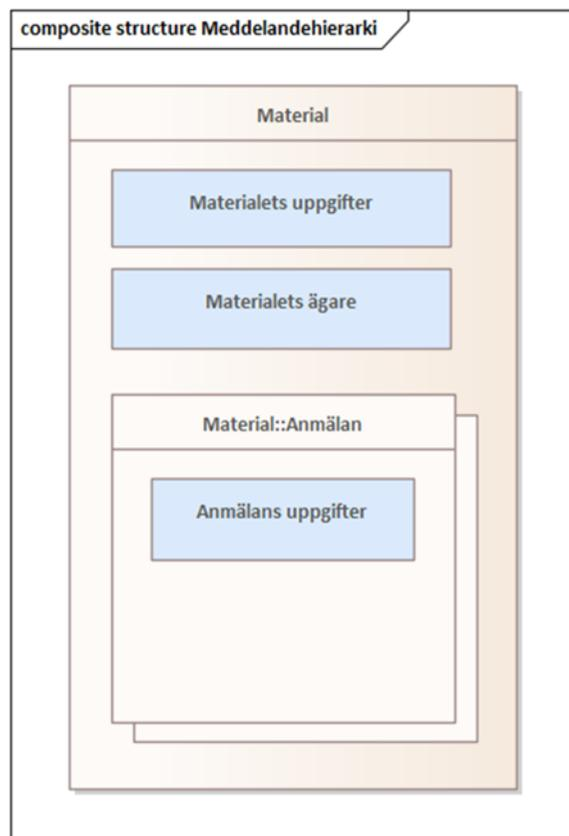 composite structure Meddelandehierarki
Material
Materialets uppgifter
Materialets ägare
Material::Anmälan
Anmälans uppgifter